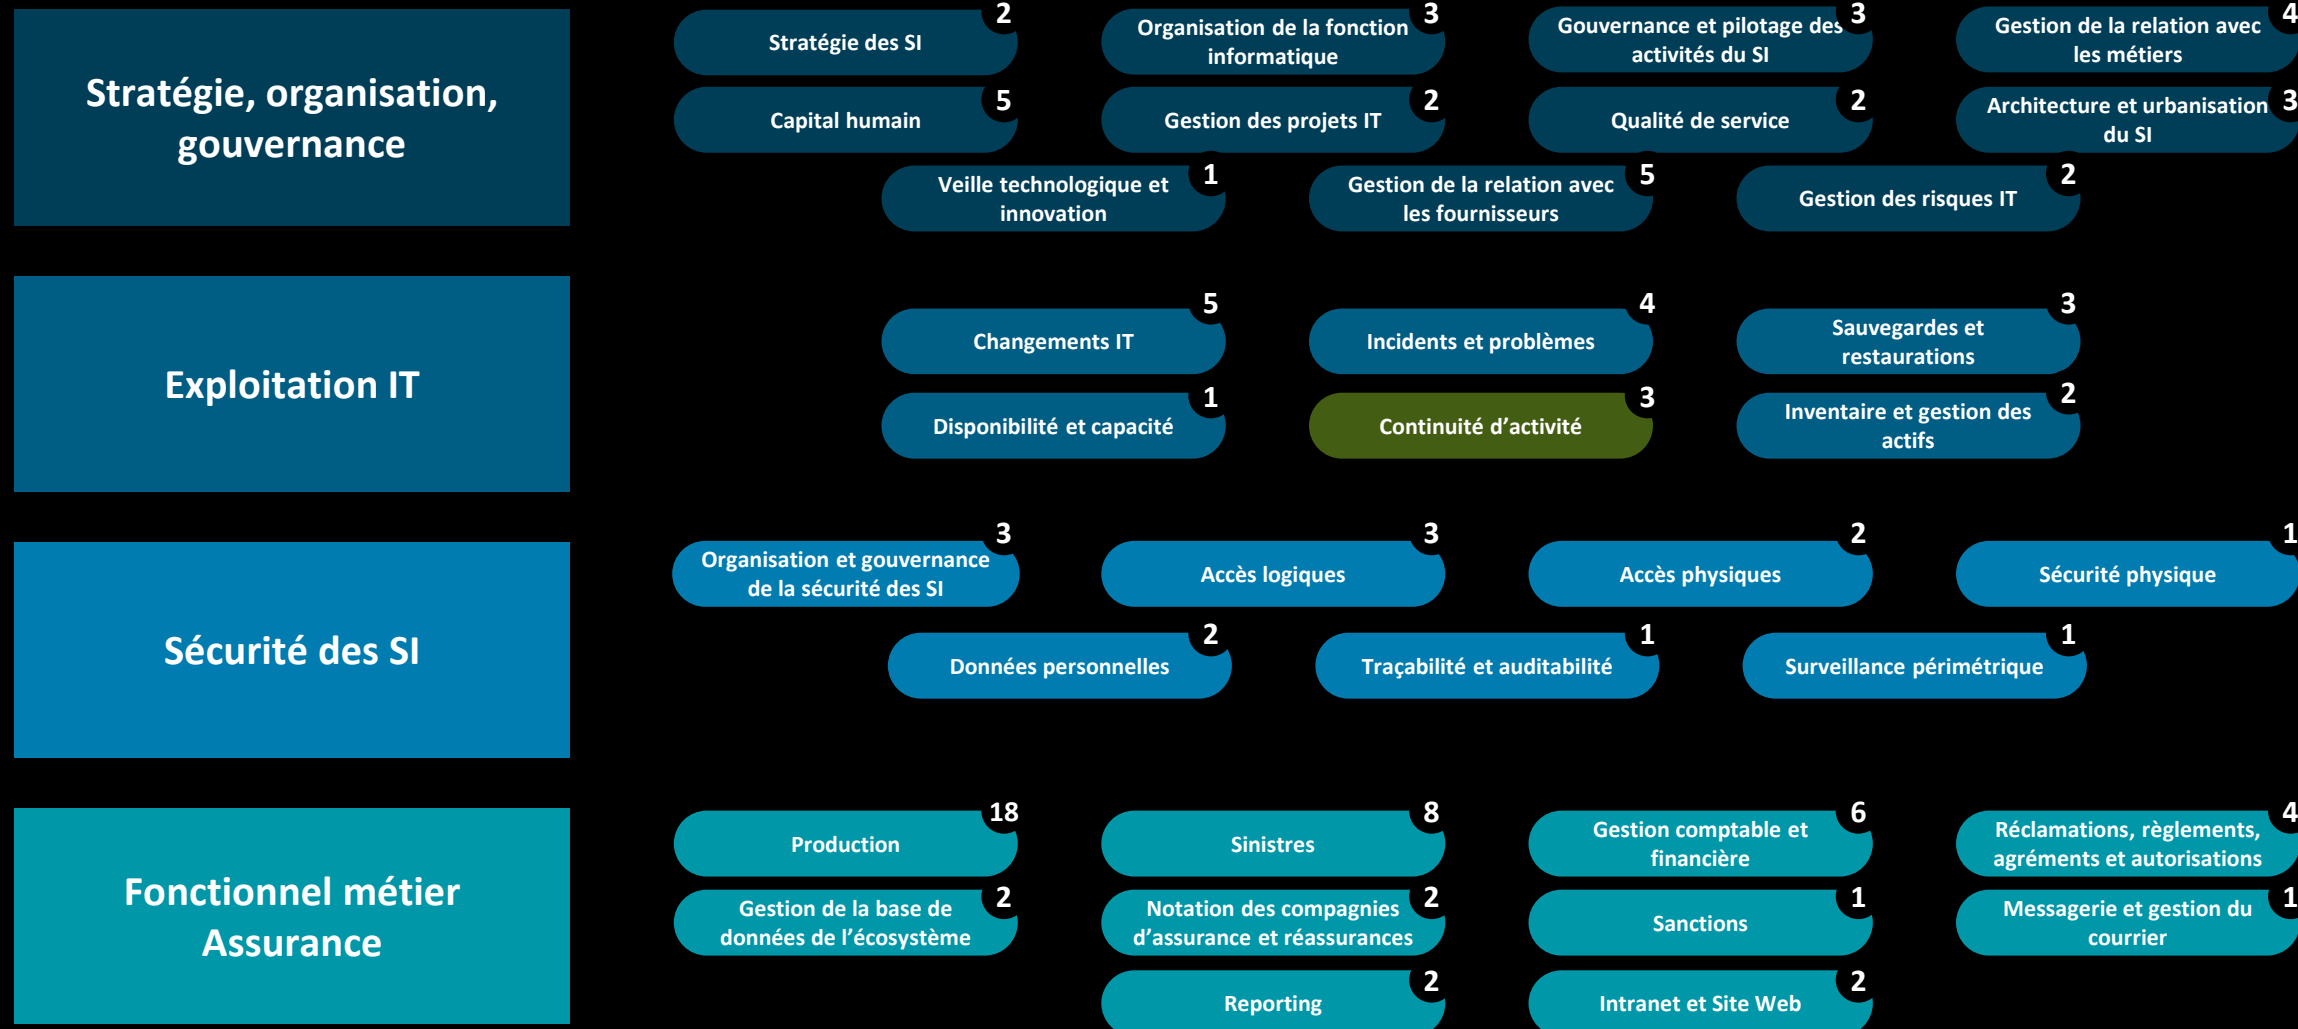 Stratégie, organisation,
gouvernance
Stratégie des SI
2
Organisation de la fonction
informatique
3
Gouvernance et pilotage des
activités du SI
3
Gestion de la relation avec
les métiers
4
Capital humain
5
Gestion des projets IT
2
Qualité de service
2
Architecture et urbanisation
du SI
3
Veille technologique et
innovation
1
Gestion de la relation avec
les fournisseurs
5
Gestion des risques IT
2
Exploitation IT
Changements IT
5
Incidents et problèmes
4
Sauvegardes et
restaurations
3
Disponibilité et capacité
1
Continuité d’activité
3
Inventaire et gestion des
actifs
2
Sécurité des SI
Organisation et gouvernance
de la sécurité des SI
3
Accès logiques
3
Accès physiques
2
Sécurité physique
1
Données personnelles
2
Traçabilité et auditabilité
1
Surveillance périmétrique
1
Fonctionnel métier
Assurance
Production
18
Sinistres
8
Gestion comptable et
financière
6
Réclamations, règlements,
agréments et autorisations
4
Gestion de la base de
données de l’écosystème
2
Notation des compagnies
d’assurance et réassurances
2
Sanctions
1
Messagerie et gestion du
courrier
1
Reporting
2
Intranet et Site Web
2